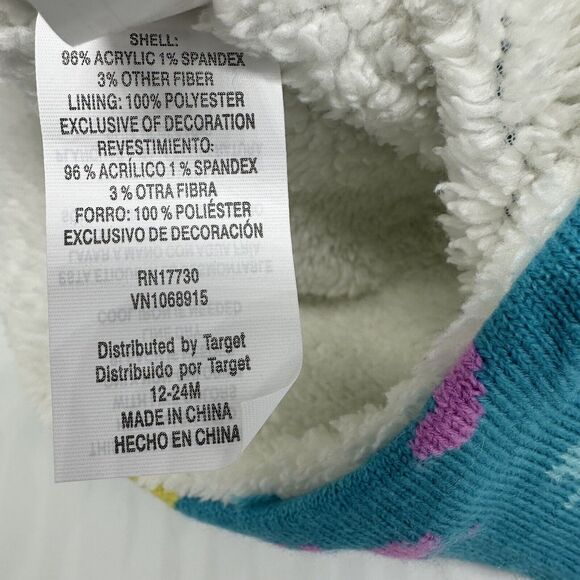 SHELL:
96% ACRYLIC 1% SPANDEX
3% OTHER FIBER
LINING: 100% POLYESTER
EXCLUSIVE OF DECORATION
REVESTIMIENTO:
96 % ACRÍLICO 1 % SPANDEX
3 % OTRA FIBRA
FORRO: 100 % POLIÉSTER
EXCLUSIVO DE DECORACIÓN
RN17730
VN1068915
Distributed by Target
Distribuido por Target
12-24M
MADE IN CHINA
HECHO EN CHINA